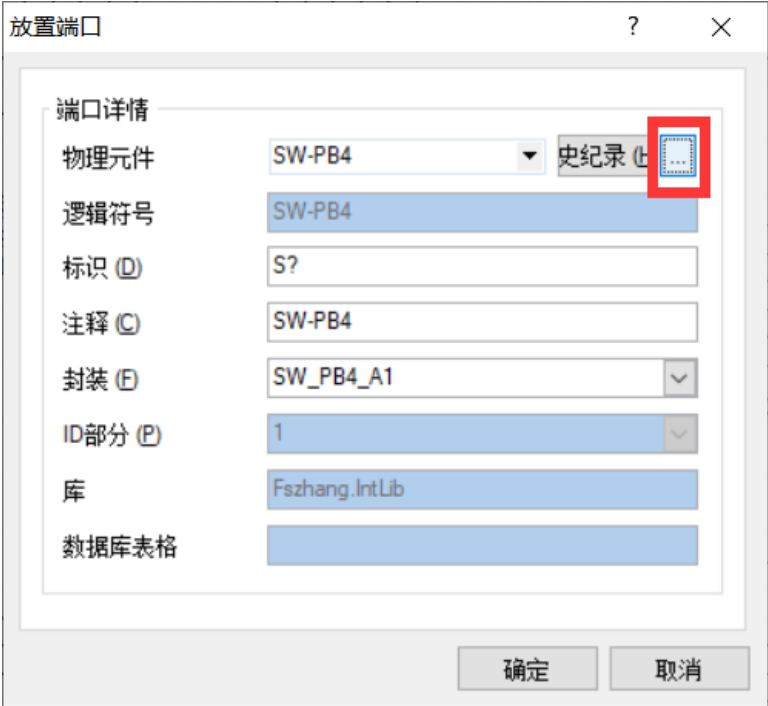 放置端口 ?
端口详情
物理元件 SW-PB4 史纪录 (H ...
逻辑符号 SW-PB4
标识 (D) S?
注释 (C) SW-PB4
封装 (F) SW_PB4_A1
ID部分 (P) 1
库 Fszhang.IntLib
数据库表格
确定 取消